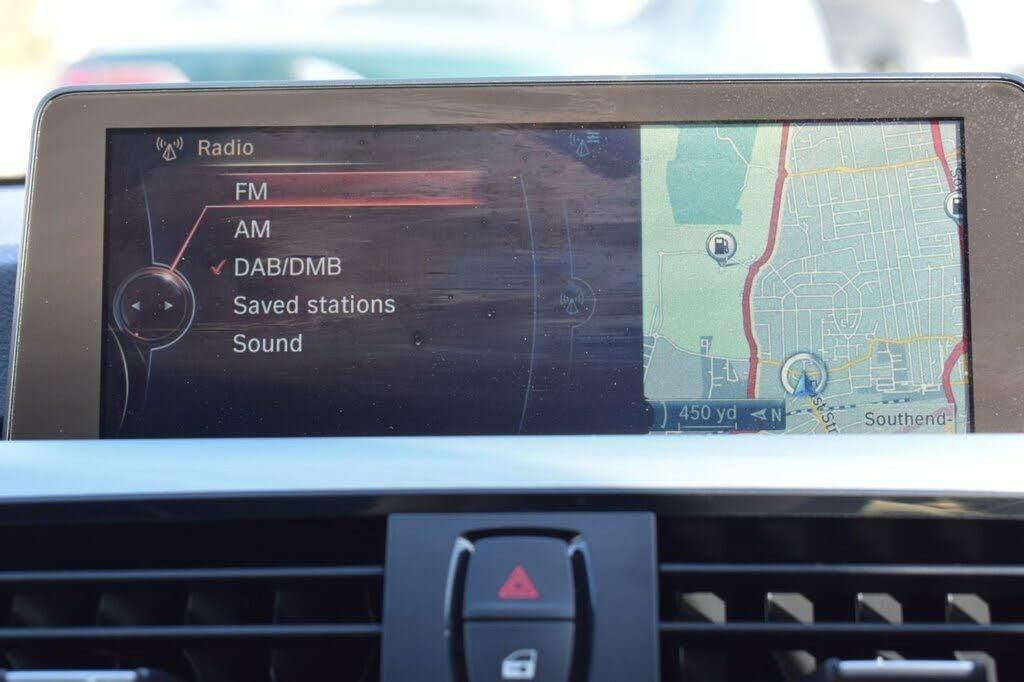 Radio
FM
AM
DAB/DMB
Saved stations
Sound
450 yd
N
Southend-